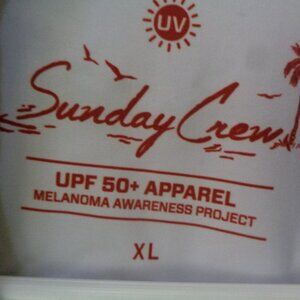 UV
Sunday Crew
UPF 50+ APPAREL
MELANOMA AWARENESS PROJECT
XL